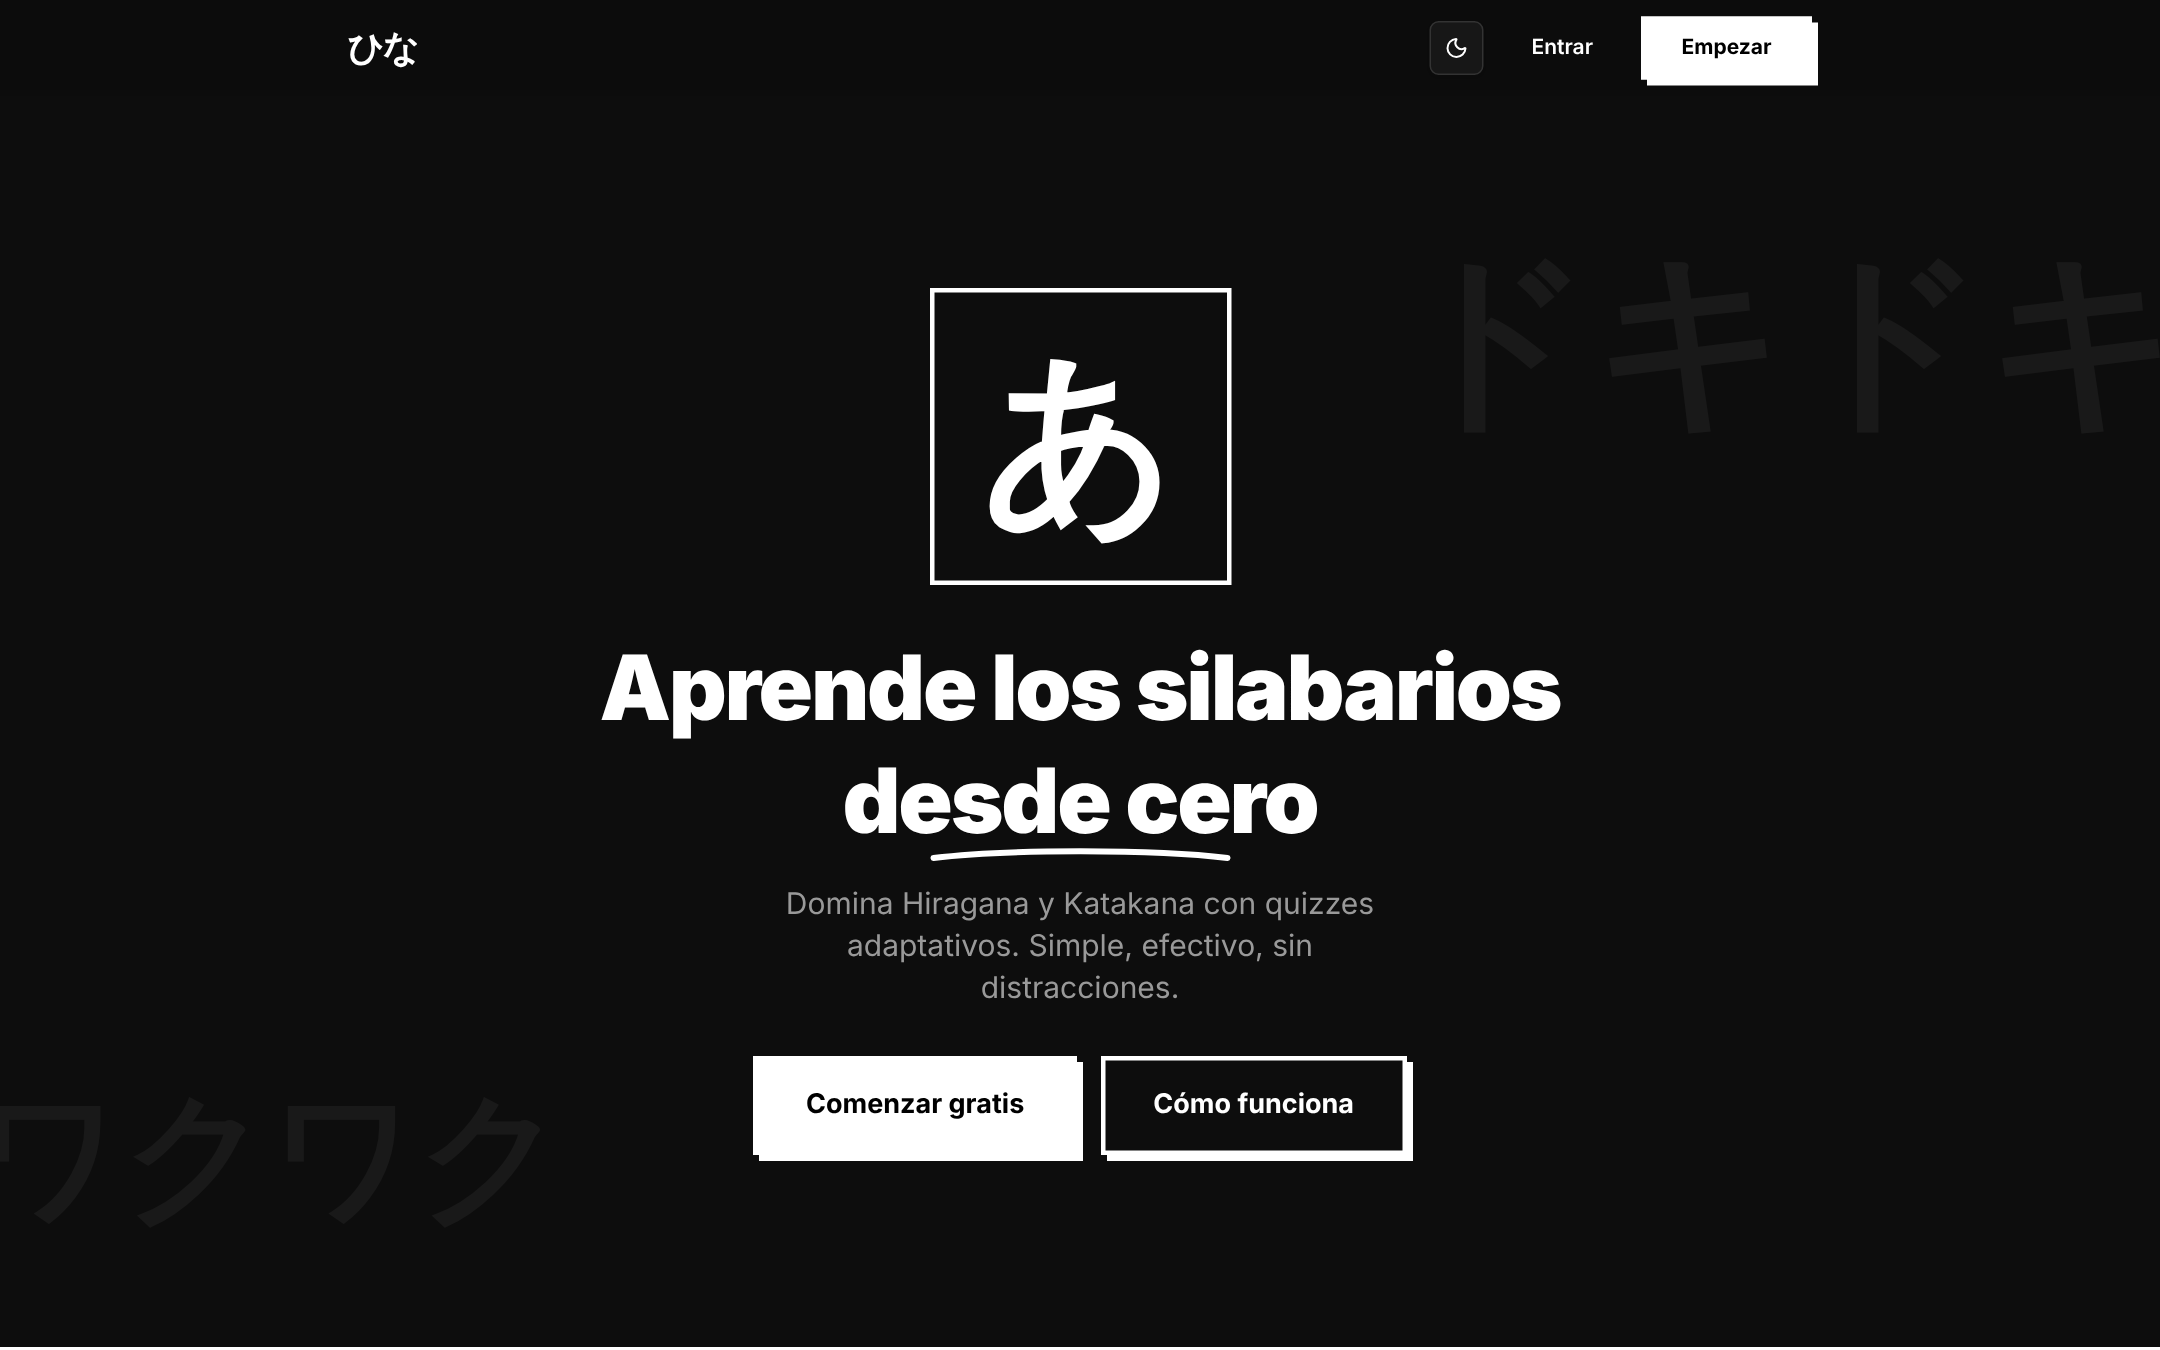 ひな
Entrar
Empezar
ドキドキ
あ
Aprende los silabarios
desde cero
Domina Hiragana y Katakana con quizzes
adaptativos. Simple, efectivo, sin
distracciones.
Comenzar gratis
Cómo funciona
ワクワク